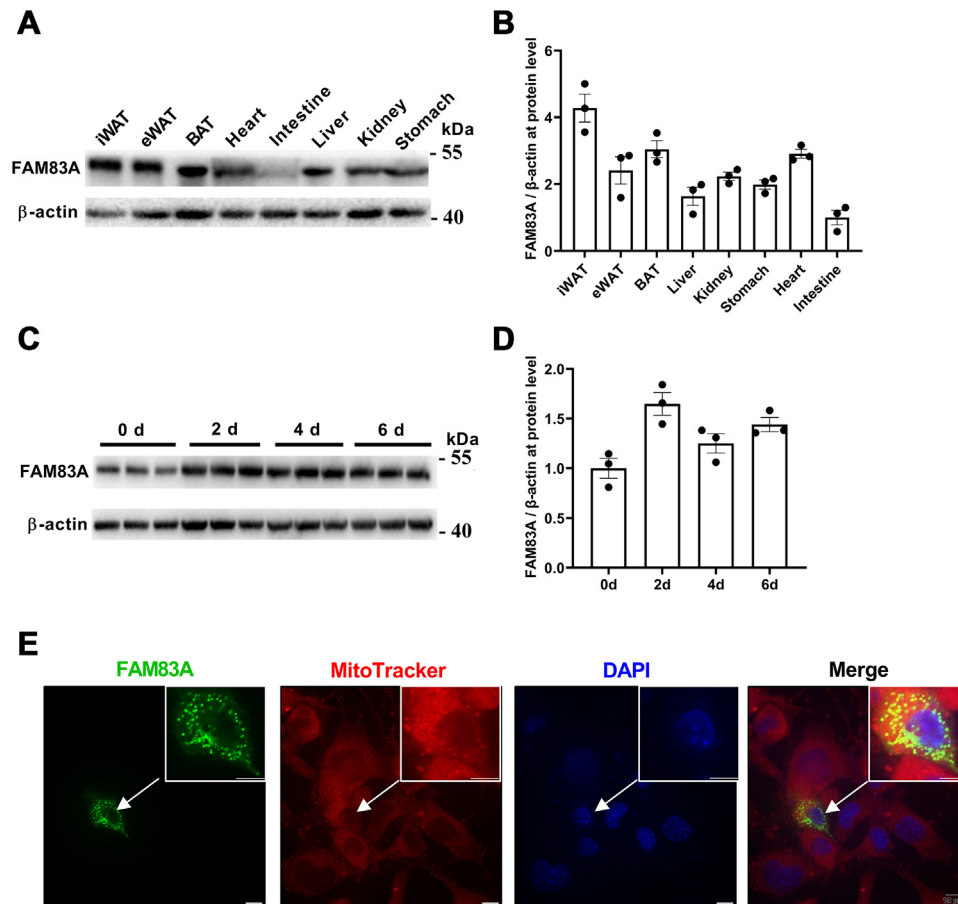 A
iWAT eWAT BAT Heart Intestine Liver Kidney Stomach kDa
FAM83A - 55
β-actin - 40
B
FAM83A / β-actin at protein level
6
4
2
0
iWAT eWAT BAT Liver Kidney Stomach Heart Intestine
C
0 d 2 d 4 d 6 d kDa
FAM83A - 55
β-actin - 40
D
FAM83A / β-actin at protein level
2.0
1.5
1.0
0.5
0.0
0d 2d 4d 6d
E
FAM83A MitoTracker DAPI Merge